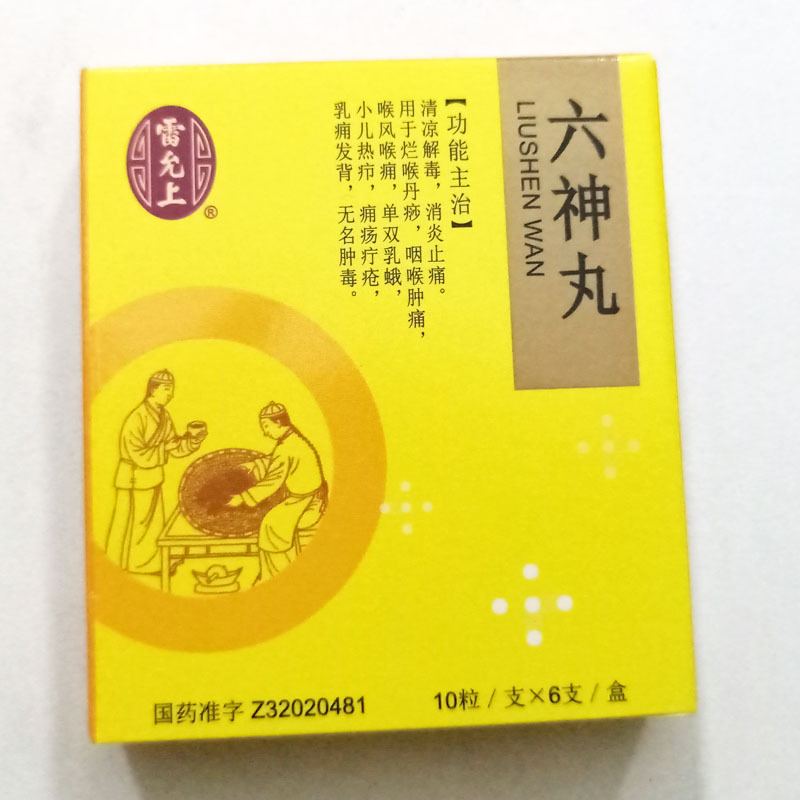 雷允上
®
六神丸
LIUSHEN WAN
【功能主治】
清凉解毒，消炎止痛。
用于烂喉丹痧，咽喉肿痛，
喉风喉痈，单双乳蛾，
小儿热疖，痈疡疔疮，
乳痈发背，无名肿毒。
国药准字 Z32020481
10粒 / 支×6支 / 盒